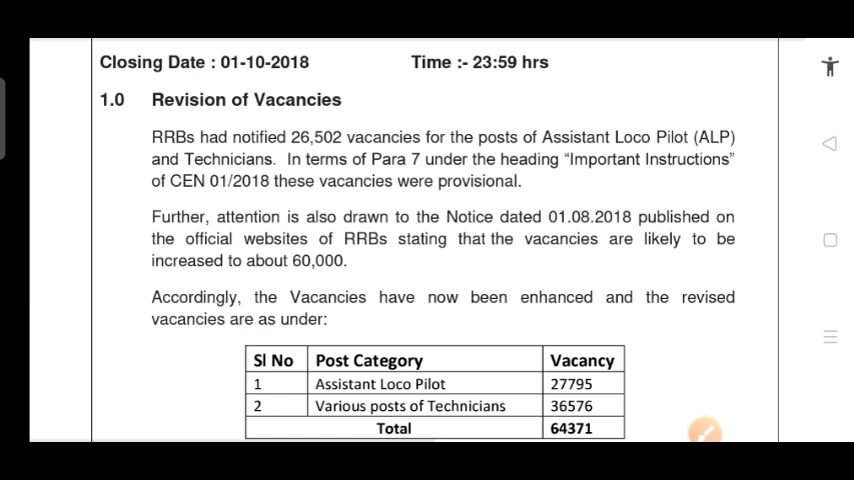 Closing Date : 01-10-2018 Time :- 23:59 hrs
1.0 Revision of Vacancies
RRBs had notified 26,502 vacancies for the posts of Assistant Loco Pilot (ALP)
and Technicians. In terms of Para 7 under the heading “Important Instructions”
of CEN 01/2018 these vacancies were provisional.
Further, attention is also drawn to the Notice dated 01.08.2018 published on
the official websites of RRBs stating that the vacancies are likely to be
increased to about 60,000.
Accordingly, the Vacancies have now been enhanced and the revised
vacancies are as under:
Sl No Post Category Vacancy
1 Assistant Loco Pilot 27795
2 Various posts of Technicians 36576
Total 64371